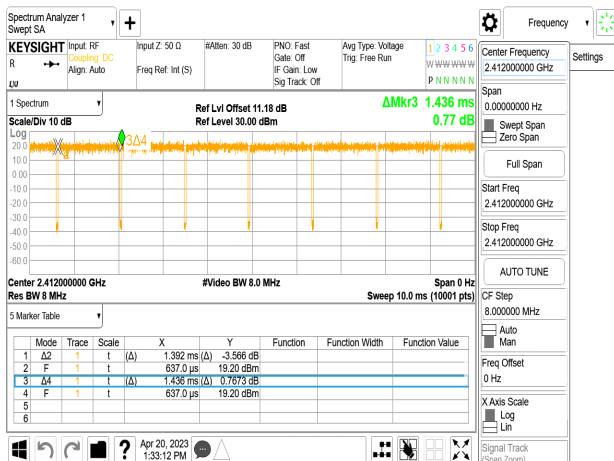 Spectrum Analyzer 1
Swept SA
Frequency
KEYSIGHT
Input: RF
Coupling: DC
Align: Auto
Input Z: 50 Ω
Freq Ref: Int (S)
#Atten: 30 dB
PNO: Fast
Gate: Off
IF Gain: Low
Sig Track: Off
Avg Type: Voltage
Trig: Free Run
1 2 3 4 5 6
W W W W W W
P N N N N N
R
Center Frequency
2.412000000 GHz
Settings
1 Spectrum
Scale/Div 10 dB
Ref Lvl Offset 11.18 dB
Ref Level 30.00 dBm
ΔMkr3 1.436 ms
0.77 dB
Log
20.0
10.0
0.00
-10.0
-20.0
-30.0
-40.0
-50.0
-60.0
3Δ4
Center 2.412000000 GHz
Res BW 8 MHz
#Video BW 8.0 MHz
Span 0 Hz
Sweep 10.0 ms (10001 pts)
Span
0.00000000 Hz
Swept Span
Zero Span
Full Span
Start Freq
2.412000000 GHz
Stop Freq
2.412000000 GHz
AUTO TUNE
CF Step
8.000000 MHz
Auto
Man
Freq Offset
0 Hz
X Axis Scale
Log
Lin
Signal Track
(Span Zoom)
5 Marker Table
Mode Trace Scale X Y Function Function Width Function Value
1 Δ2 1 t (Δ) 1.392 ms (Δ) -3.566 dB
2 F 1 t 637.0 µs 19.20 dBm
3 Δ4 1 t (Δ) 1.436 ms (Δ) 0.7673 dB
4 F 1 t 637.0 µs 19.20 dBm
5
6
?
Apr 20, 2023
1:33:12 PM